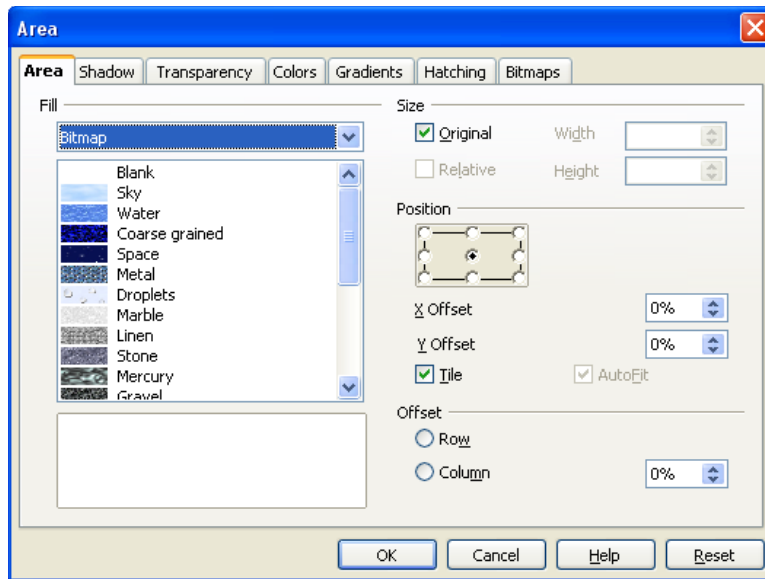 Area
Area Shadow Transparency Colors Gradients Hatching Bitmaps
Fill
Bitmap
Blank
Sky
Water
Coarse grained
Space
Metal
Droplets
Marble
Linen
Stone
Mercury
Gravel
Size
Original Width
Relative Height
Position
X Offset 0%
Y Offset 0%
Tile AutoFit
Offset
Row
Column 0%
OK Cancel Help Reset